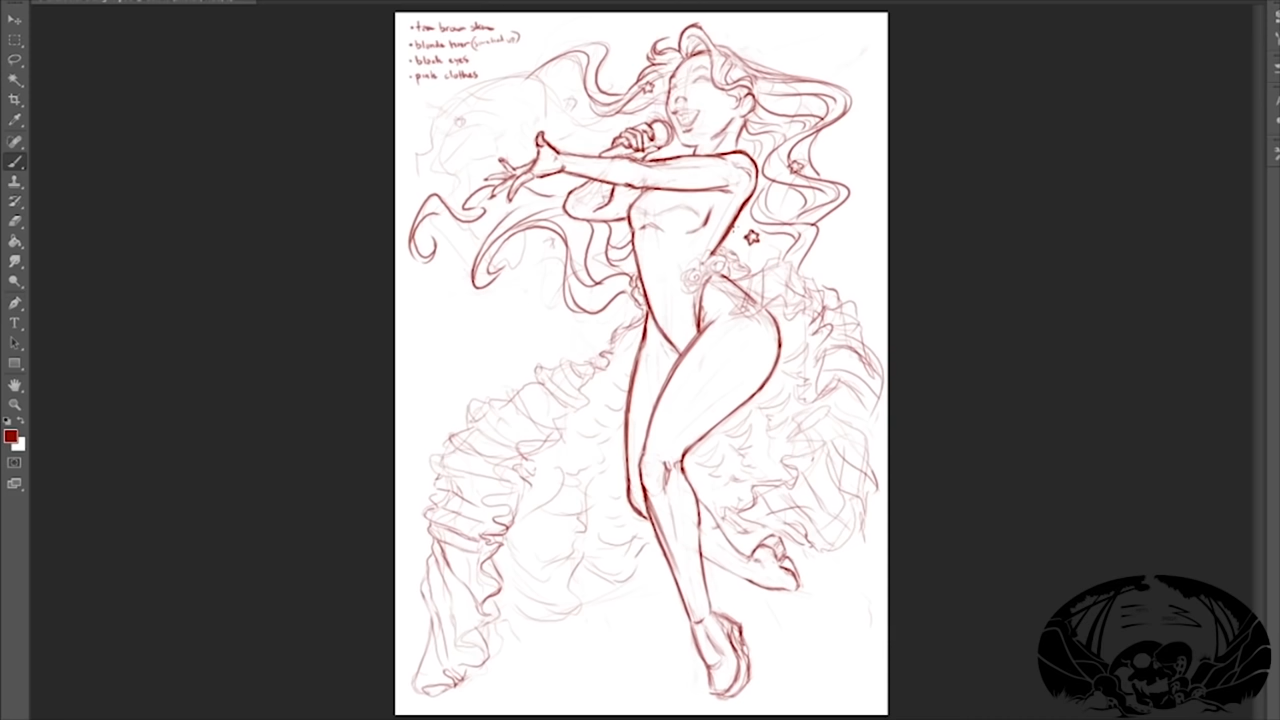 • tan brown skin
• blonde hair
• black eyes
• pink clothes